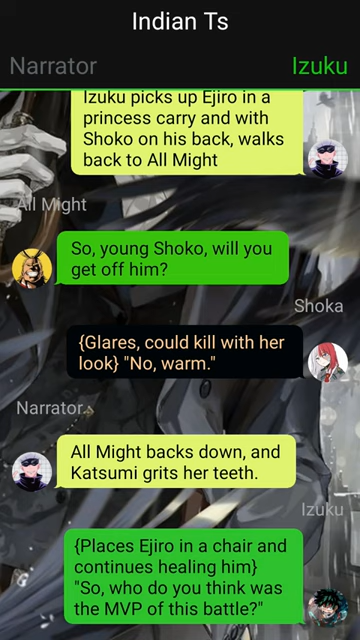 Indian Ts
Narrator
Izuku
Izuku picks up Ejiro in a
princess carry and with
Shoko on his back, walks
back to All Might
All Might
So, young Shoko, will you
get off him?
Shoka
{Glares, could kill with her
look} "No, warm."
Narrator
All Might backs down, and
Katsumi grits her teeth.
Izuku
{Places Ejiro in a chair and
continues healing him}
"So, who do you think was
the MVP of this battle?"